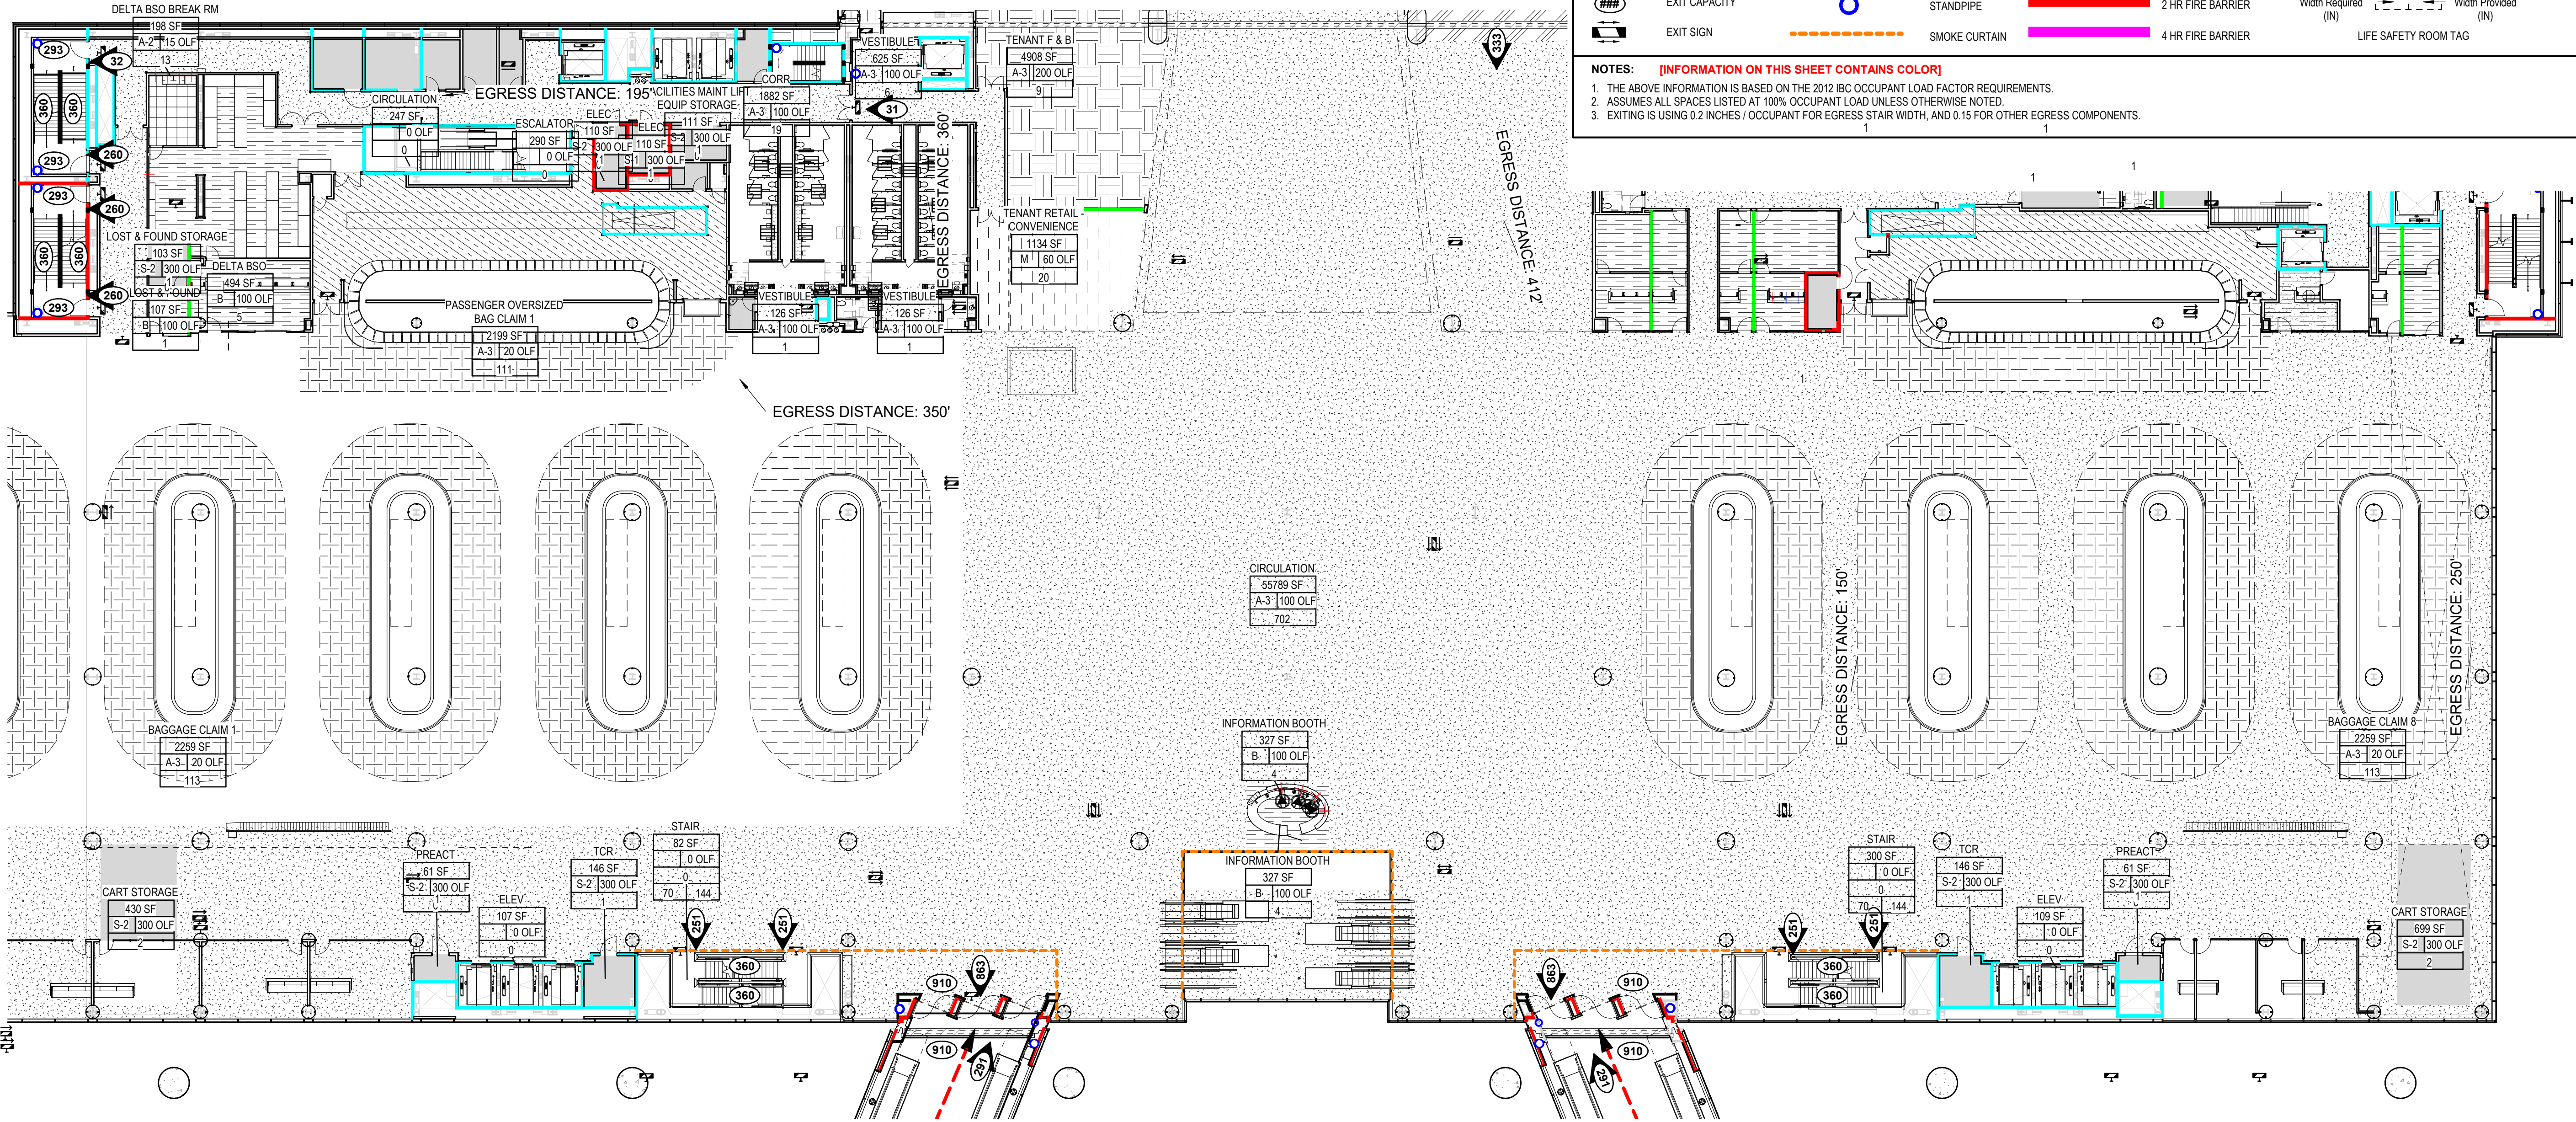 DELTA BSO BREAK RM
198 SF
A-2 15 OLF
13
293
32
360 360
293
260
293
260
360 360
260
293
LOST & FOUND STORAGE
103 SF
S-2 300 OLF
DELTA BSO
494 SF
B 100 OLF
5
LOST & FOUND
107 SF
B 100 OLF
1
EGRESS DISTANCE: 195'
CIRCULATION
247 SF
0 OLF
0
ESCALATOR
290 SF
0 OLF
0
ELEC
110 SF
S-2 300 OLF
1
ELEC
110 SF
S-1 300 OLF
1
FACILITIES MAINT LIFT
EQUIP STORAGE
111 SF
S-2 300 OLF
CORR
1882 SF
A-3 100 OLF
19
VESTIBULE
625 SF
A-3 100 OLF
6
31
EGRESS DISTANCE: 360'
TENANT F & B
4908 SF
A-3 200 OLF
9
TENANT RETAIL -
CONVENIENCE
1134 SF
M 60 OLF
20
PASSENGER OVERSIZED
BAG CLAIM 1
2199 SF
A-3 20 OLF
111
VESTIBULE
126 SF
A-3 100 OLF
1
VESTIBULE
126 SF
A-3 100 OLF
1
EGRESS DISTANCE: 350'
333
EGRESS DISTANCE: 412'
###
EXIT CAPACITY
STANDPIPE
2 HR FIRE BARRIER
Width Required
(IN)
Width Provided
(IN)
EXIT SIGN
SMOKE CURTAIN
4 HR FIRE BARRIER
LIFE SAFETY ROOM TAG
NOTES: [INFORMATION ON THIS SHEET CONTAINS COLOR]
1. THE ABOVE INFORMATION IS BASED ON THE 2012 IBC OCCUPANT LOAD FACTOR REQUIREMENTS.
2. ASSUMES ALL SPACES LISTED AT 100% OCCUPANT LOAD UNLESS OTHERWISE NOTED.
3. EXITING IS USING 0.2 INCHES / OCCUPANT FOR EGRESS STAIR WIDTH, AND 0.15 FOR OTHER EGRESS COMPONENTS.
1
1
1
1
1
CIRCULATION
55789 SF
A-3 100 OLF
702
EGRESS DISTANCE: 150'
EGRESS DISTANCE: 250'
BAGGAGE CLAIM 1
2259 SF
A-3 20 OLF
113
INFORMATION BOOTH
327 SF
B 100 OLF
4
BAGGAGE CLAIM 8
2259 SF
A-3 20 OLF
113
CART STORAGE
430 SF
S-2 300 OLF
2
PREACT
61 SF
S-2 300 OLF
ELEV
107 SF
0 OLF
0
TCR
146 SF
S-2 300 OLF
1
STAIR
82 SF
0 OLF
0
70 144
251
251
360
360
910
863
910
291
INFORMATION BOOTH
327 SF
B 100 OLF
4
863
910
910
291
STAIR
300 SF
0 OLF
0
70 144
251
251
360
360
TCR
146 SF
S-2 300 OLF
1
ELEV
109 SF
0 OLF
0
PREACT
61 SF
S-2 300 OLF
CART STORAGE
699 SF
S-2 300 OLF
2